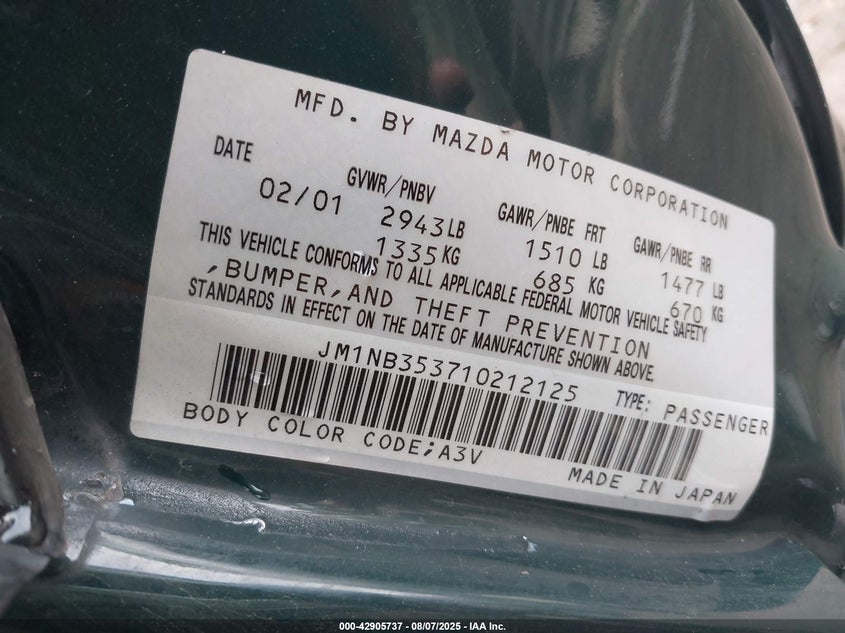 MFD. BY MAZDA MOTOR CORPORATION
DATE GVWR/PNBV GAWR/PNBE FRT GAWR/PNBE RR
02/01 2943LB 1510 LB 1477 LB
1335KG 685 KG 670 KG
THIS VEHICLE CONFORMS TO ALL APPLICABLE FEDERAL MOTOR VEHICLE SAFETY
,BUMPER,AND THEFT PREVENTION
STANDARDS IN EFFECT ON THE DATE OF MANUFACTURE SHOWN ABOVE.
JM1NB353710212125 TYPE: PASSENGER
BODY COLOR CODE;A3V
MADE IN JAPAN
000-42905737 - 08/07/2025 - IAA Inc.